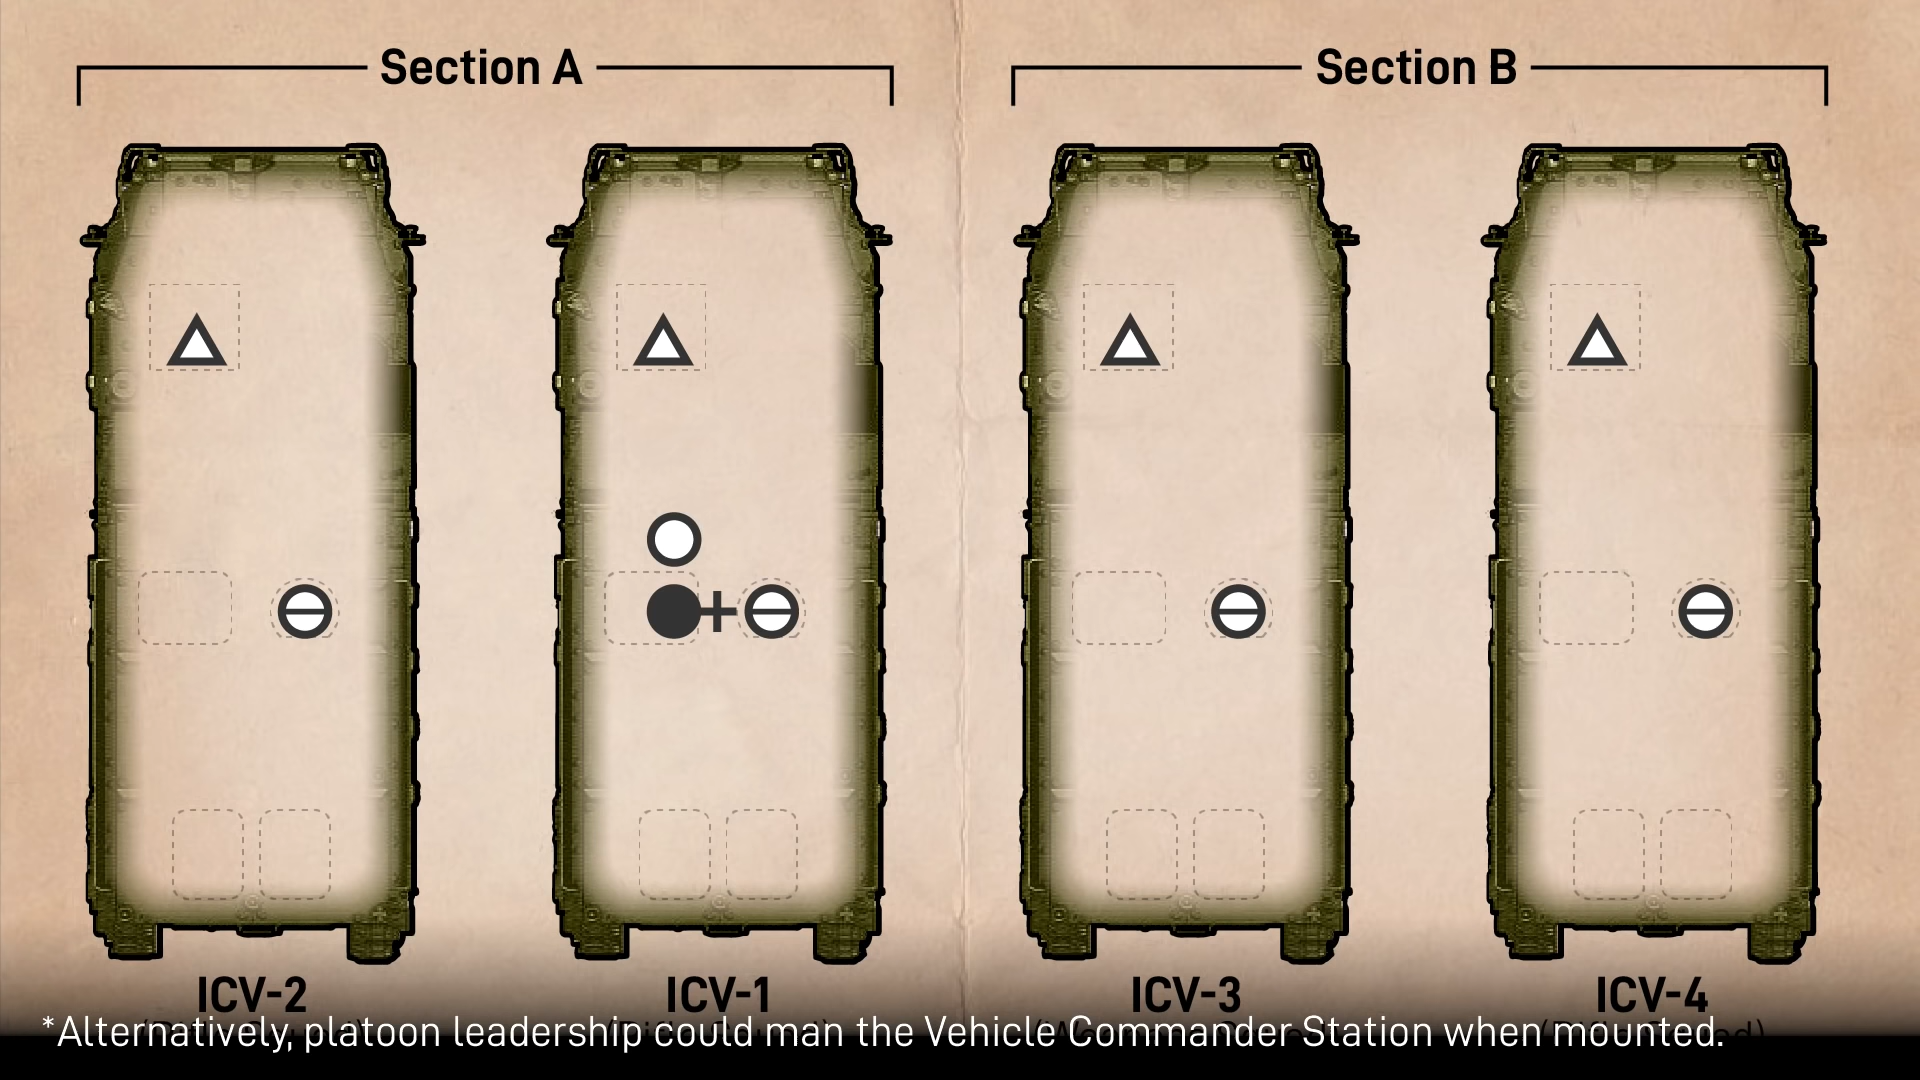 Section A
Section B
ICV-2
ICV-1
ICV-3
ICV-4
*Alternatively, platoon leadership could man the Vehicle Commander Station when mounted.